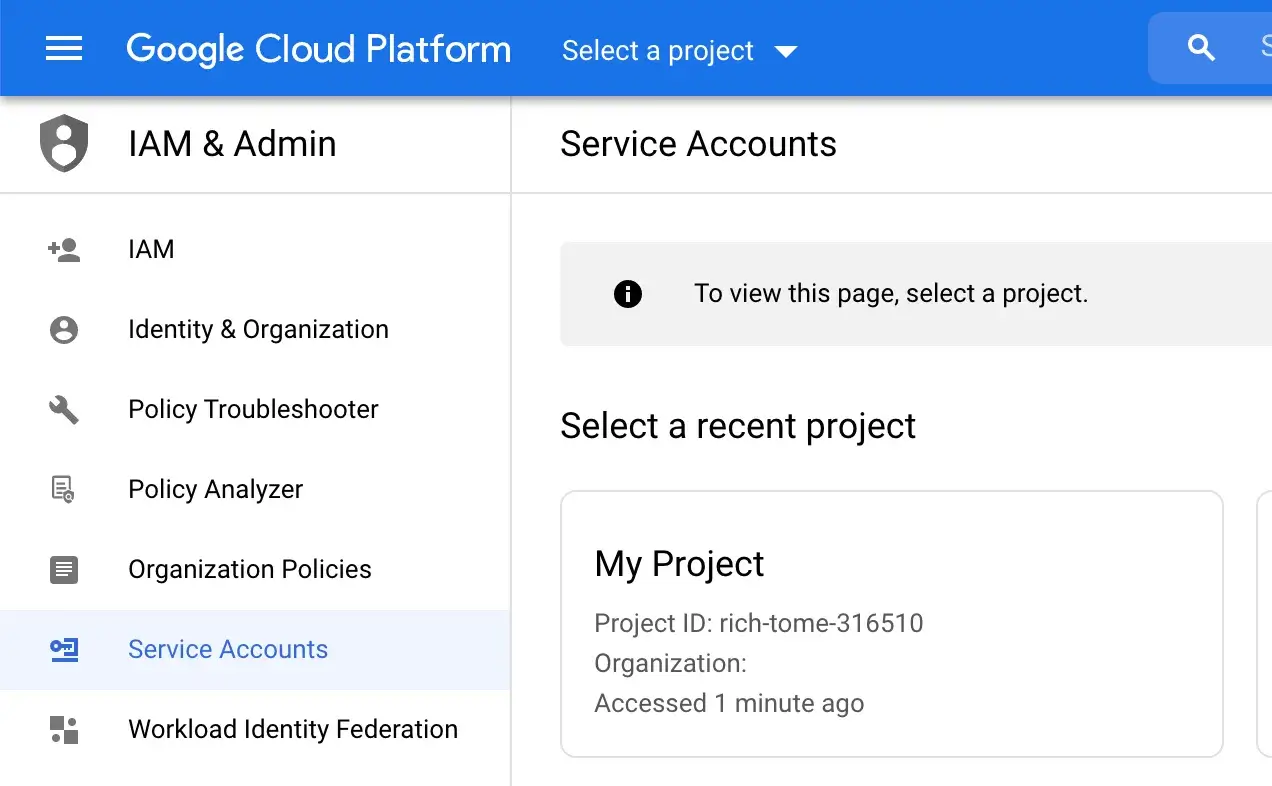 Google Cloud Platform
Select a project
IAM & Admin
Service Accounts
IAM
Identity & Organization
Policy Troubleshooter
Policy Analyzer
Organization Policies
Service Accounts
Workload Identity Federation
To view this page, select a project.
Select a recent project
My Project
Project ID: rich-tome-316510
Organization:
Accessed 1 minute ago